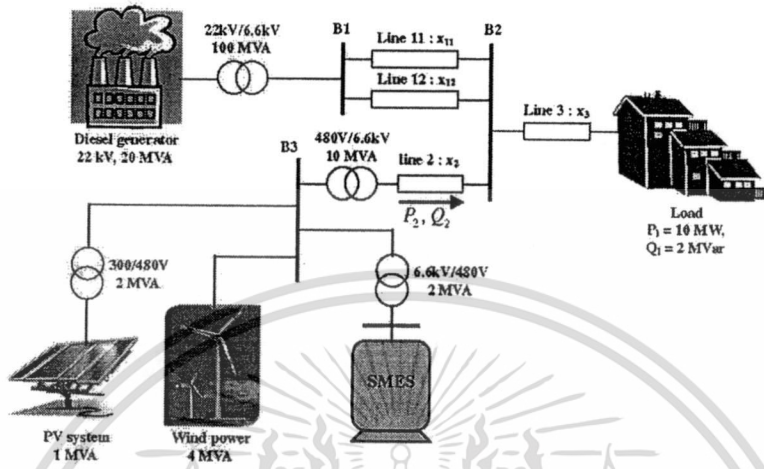 22kV/6.6kV
100 MVA
B1
Line 11 : x₁₁
Line 12 : x₁₂
B2
Line 3 : x₃
Diesel generator
22 kV, 20 MVA
B3
480V/6.6kV
10 MVA
line 2 : x₂
P₂, Q₂
Load
P₁ = 10 MW,
Q₁ = 2 MVar
300/480V
2 MVA
6.6kV/480V
2 MVA
SMES
PV system
1 MVA
Wind power
4 MVA